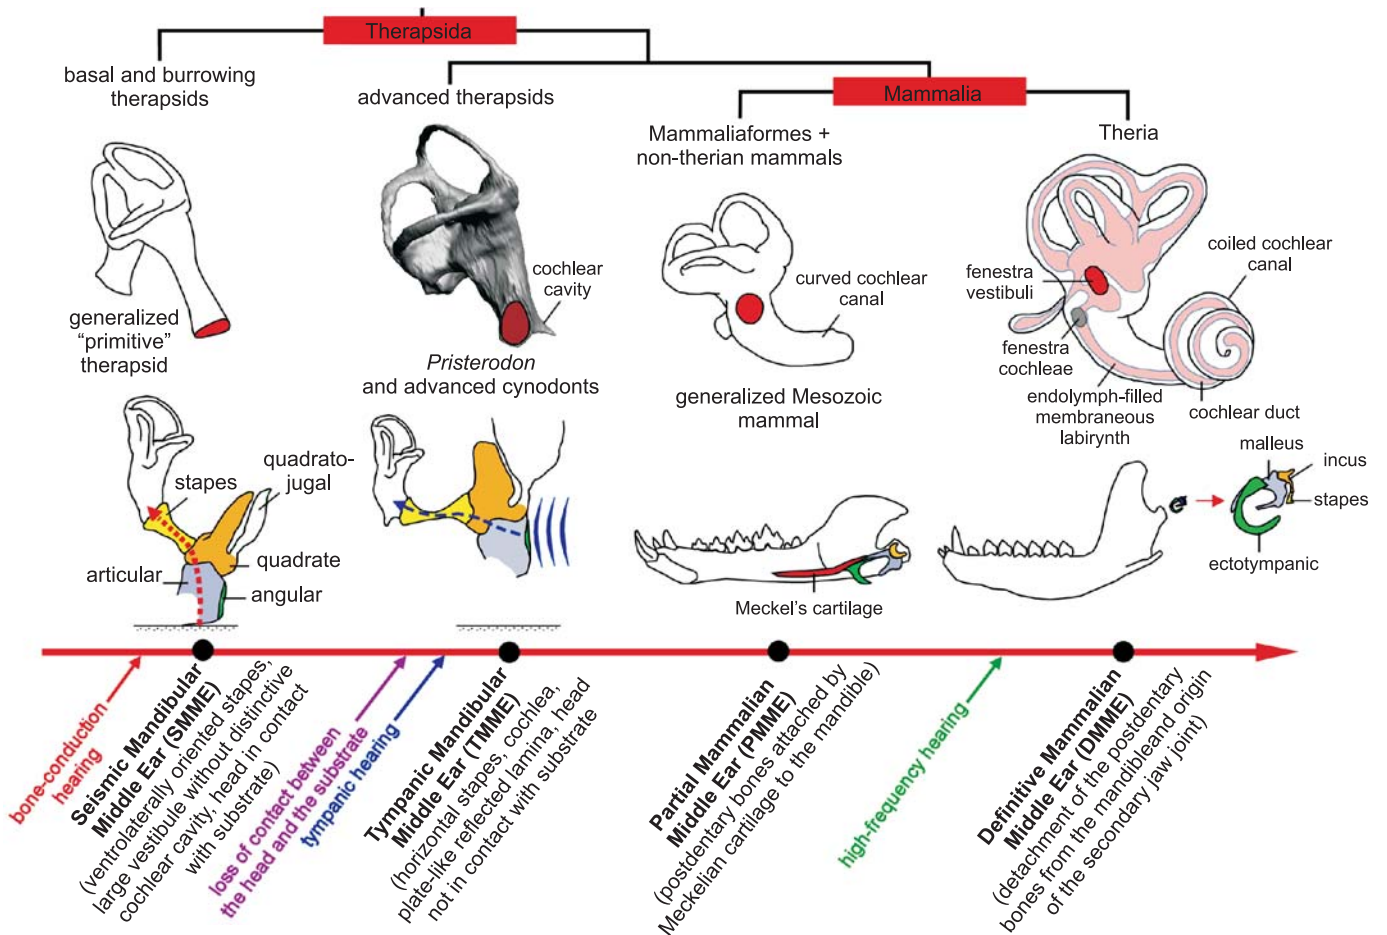 Therapsida
basal and burrowing
therapsids
advanced therapsids
Mammalia
Mammaliaformes +
non-therian mammals
Theria
generalized
“primitive”
therapsid
cochlear
cavity
Pristerodon
and advanced cynodonts
curved cochlear
canal
generalized Mesozoic
mammal
fenestra
vestibuli
coiled cochlear
canal
fenestra
cochleae
endolymph-filled
membraneous
labirynth
cochlear duct
stapes
quadrato-
jugal
articular
quadrate
angular
Meckel's cartilage
malleus
incus
stapes
ectotympanic
bone-conduction
hearing
Seismic Mandibular
Middle Ear (SMME)
(ventrolaterally oriented stapes,
large vestibule without distinctive
cochlear cavity, head in contact
with substrate)
loss of contact between
the head and the substrate
tympanic hearing
Tympanic Mandibular
Middle Ear (TMME)
(horizontal stapes, cochlea,
plate-like reflected lamina, head
not in contact with substrate
Partial Mammalian
Middle Ear (PMME)
(postdentary bones attached by
Meckelian cartilage to the mandible)
high-frequency hearing
Definitive Mammalian
Middle Ear (DMME)
(detachment of the postdentary
bones from the mandibleand origin
of the secondary jaw joint)